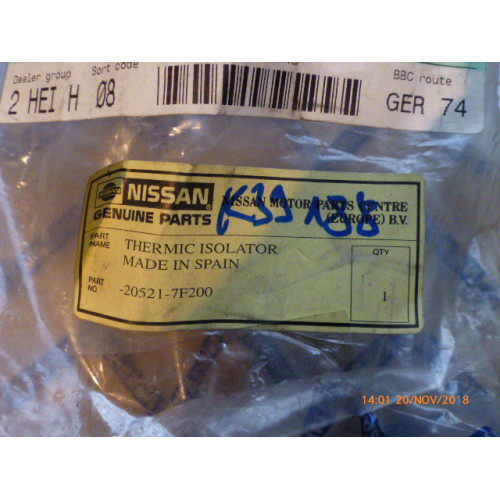 Dealer group Sort code BBC route
2 HEI H 08 GER 74
NISSAN
GENUINE PARTS
NISSAN MOTOR PARTS CENTRE
(EUROPE) B.V.
PART NAME THERMIC ISOLATOR
MADE IN SPAIN
PART NO. -20521-7F200
QTY
1
14:01 20/NOV/2018